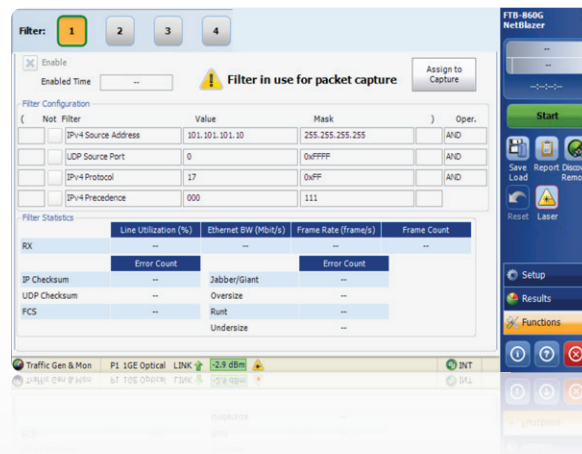 Filter: 1 2 3 4
Enable
Enabled Time --
Filter in use for packet capture
Assign to Capture
Filter Configuration
( Not Filter Value Mask ) Oper.
IPv4 Source Address 101.101.101.10 255.255.255.255 AND
UDP Source Port 0 0xFFFF AND
IPv4 Protocol 17 0xFF AND
IPv4 Precedence 000 111
Filter Statistics
Line Utilization (%) Ethernet BW (Mbit/s) Frame Rate (frame/s) Frame Count
RX -- -- -- --
Error Count Error Count
IP Checksum -- Jabber/Giant --
UDP Checksum -- Oversize --
FCS -- Runt --
Undersize --
Traffic Gen & Mon P1 1GE Optical LINK -2.9 dBm INT
FTB-860G
NetBlazer
--
--
--:--:--
Start
Save Load Report Discov Remo
Reset Laser
Setup
Results
Functions